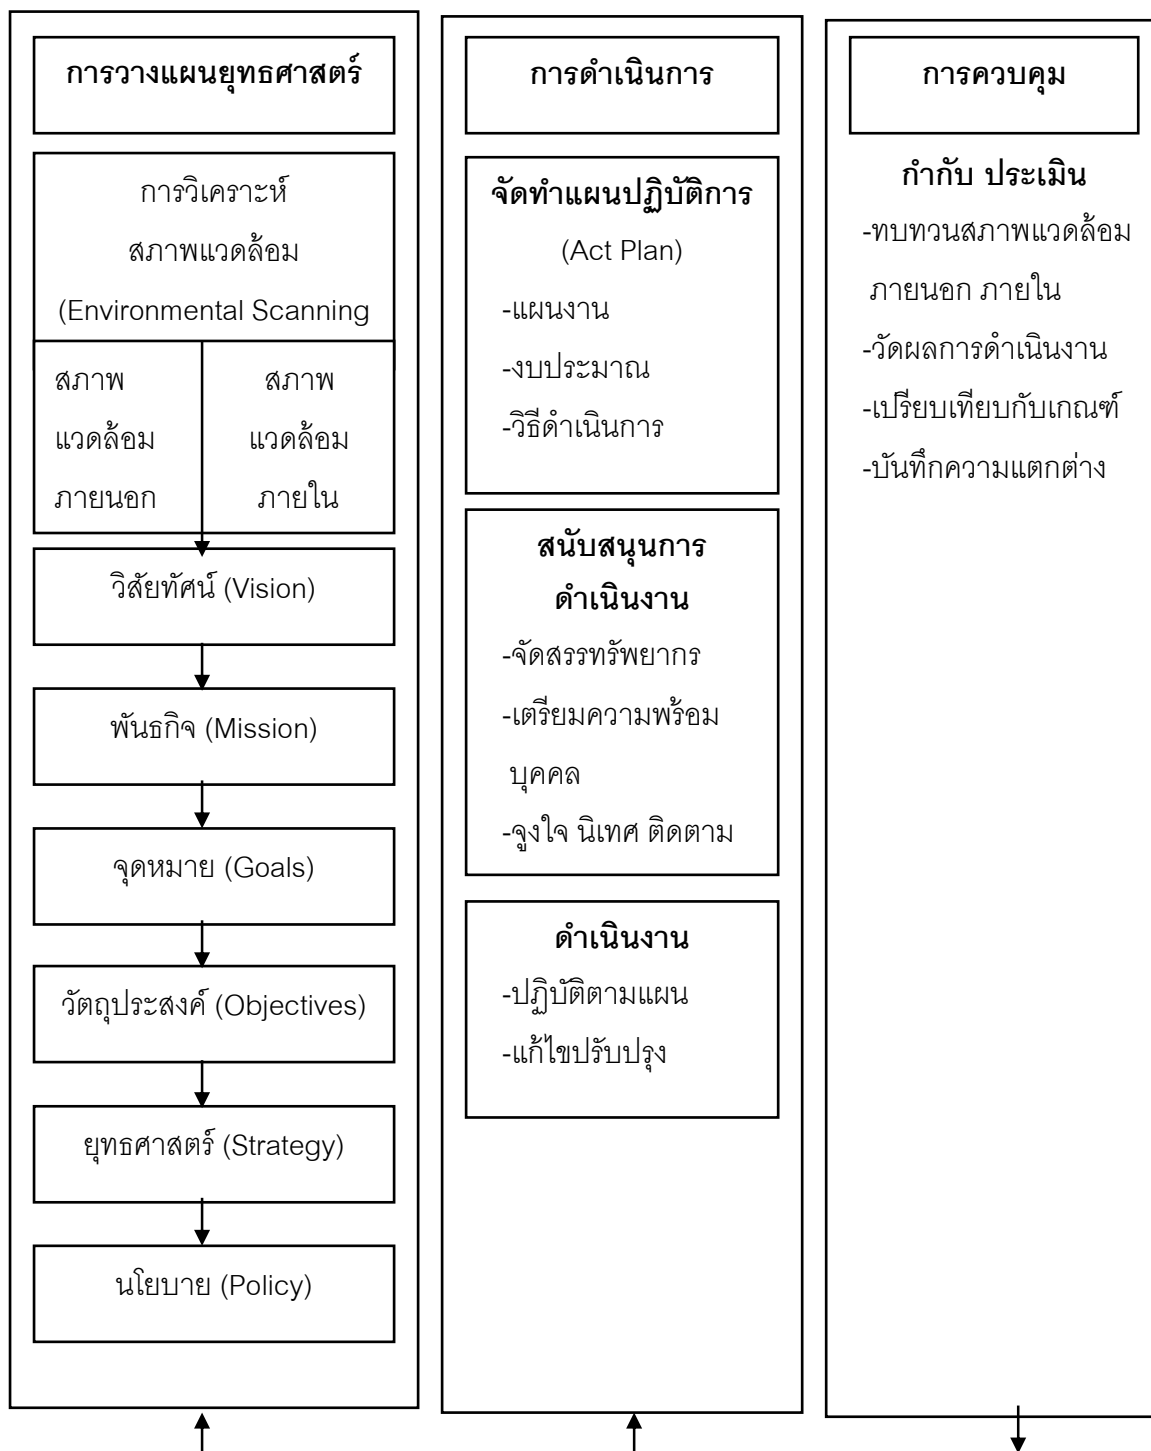 การวางแผนยุทธศาสตร์
การวิเคราะห์
สภาพแวดล้อม
(Environmental Scanning
สภาพ
แวดล้อม
ภายนอก
สภาพ
แวดล้อม
ภายใน
วิสัยทัศน์ (Vision)
พันธกิจ (Mission)
จุดหมาย (Goals)
วัตถุประสงค์ (Objectives)
ยุทธศาสตร์ (Strategy)
นโยบาย (Policy)
การดำเนินการ
จัดทำแผนปฏิบัติการ
(Act Plan)
-แผนงาน
-งบประมาณ
-วิธีดำเนินการ
สนับสนุนการ
ดำเนินงาน
-จัดสรรทรัพยากร
-เตรียมความพร้อม
บุคคล
-จูงใจ นิเทศ ติดตาม
ดำเนินงาน
-ปฏิบัติตามแผน
-แก้ไขปรับปรุง
การควบคุม
กำกับ ประเมิน
-ทบทวนสภาพแวดล้อม
ภายนอก ภายใน
-วัดผลการดำเนินงาน
-เปรียบเทียบกับเกณฑ์
-บันทึกความแตกต่าง